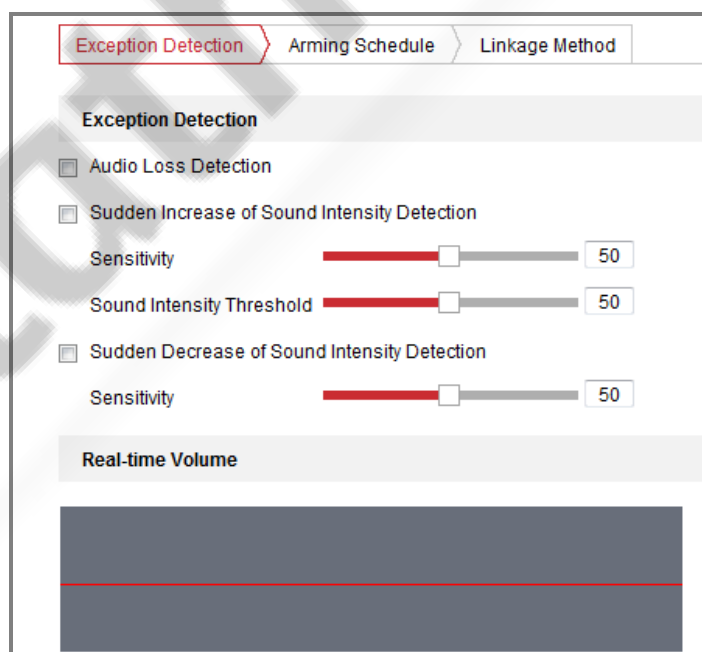 Exception Detection Arming Schedule Linkage Method
Exception Detection
Audio Loss Detection
Sudden Increase of Sound Intensity Detection
Sensitivity 50
Sound Intensity Threshold 50
Sudden Decrease of Sound Intensity Detection
Sensitivity 50
Real-time Volume